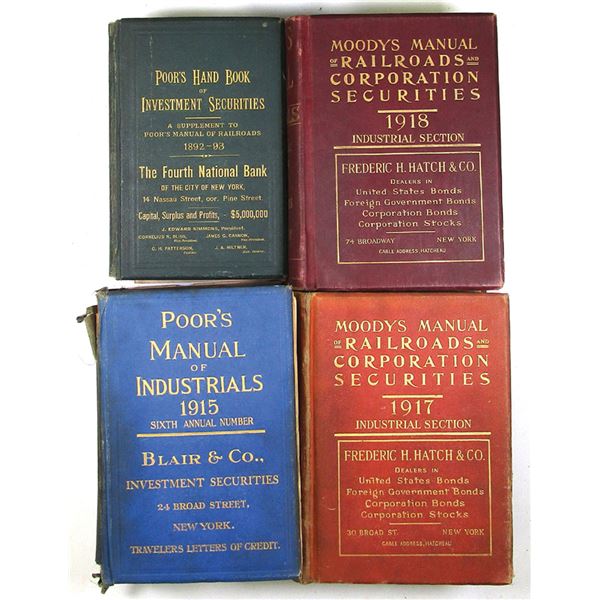 POOR'S HAND BOOK
OF
INVESTMENT SECURITIES
A SUPPLEMENT TO
POOR'S MANUAL OF RAILROADS
1892-93
The Fourth National Bank
OF THE CITY OF NEW YORK,
14 Nassau Street, cor. Pine Street.
Capital, Surplus and Profits, - $5,000,000
J. EDWARD SIMMONS, President.
JAMES G. CANNON,
MOODY'S MANUAL
OF RAILROADS AND
CORPORATION
SECURITIES
1918
INDUSTRIAL SECTION
FREDERIC H. HATCH & CO.
DEALERS IN
United States Bonds
Foreign Government Bonds
Corporation Bonds
Corporation Stocks
74 BROADWAY NEW YORK
CABLE ADDRESS, HATCHEAU
POOR'S
MANUAL
OF
INDUSTRIALS
1915
SIXTH ANNUAL NUMBER
BLAIR & CO.,
INVESTMENT SECURITIES
24 BROAD STREET,
NEW YORK.
TRAVELERS LETTERS OF CREDIT.
MOODY'S MANUAL
OF RAILROADS AND
CORPORATION
SECURITIES
1917
INDUSTRIAL SECTION
FREDERIC H. HATCH & CO.
DEALERS IN
United States Bonds
Foreign Government Bonds
Corporation Bonds
Corporation Stocks
30 BROAD ST. NEW YORK
CABLE ADDRESS, HATCHEAU